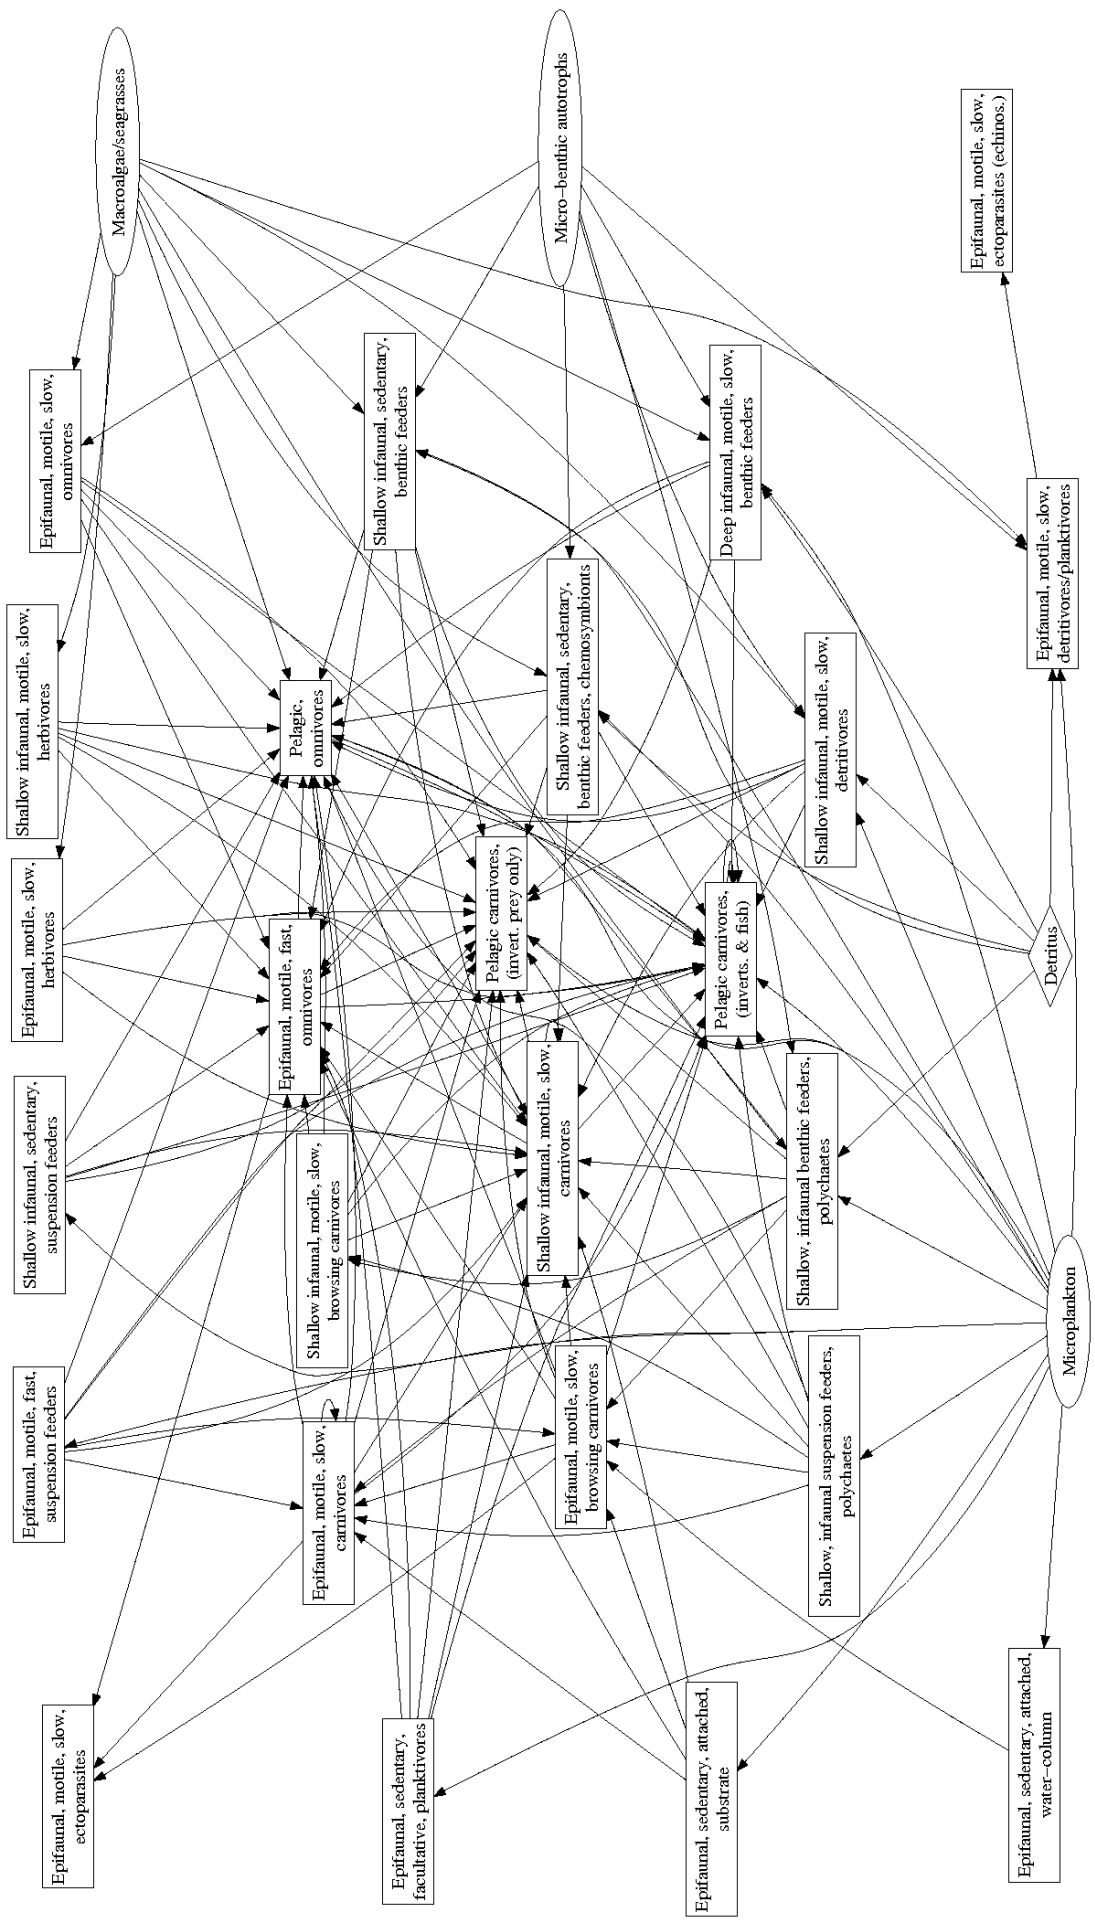 Macroalgae/seagrasses
Micro-benthic autotrophs
Epifaunal, motile, slow,
ectoparasites (echinos.)
Epifaunal, motile, slow,
omnivores
Shallow infaunal, sedentary,
benthic feeders
Deep infaunal, motile, slow,
benthic feeders
Epifaunal, motile, slow,
detritivores/planktivores
Shallow infaunal, motile, slow,
herbivores
Pelagic,
omnivores
Shallow infaunal, sedentary,
benthic feeders, chemosymbionts
Shallow infaunal, motile, slow,
detritivores
Epifaunal, motile, slow,
herbivores
Epifaunal, motile, fast,
omnivores
Pelagic carnivores,
(invert. prey only)
Pelagic carnivores,
(inverts. & fish)
Detritus
Shallow infaunal, sedentary,
suspension feeders
Shallow infaunal, motile, slow,
browsing carnivores
Shallow infaunal, motile, slow,
carnivores
Shallow, infaunal benthic feeders,
polychaetes
Microplankton
Epifaunal, motile, fast,
suspension feeders
Epifaunal, motile, slow,
carnivores
Epifaunal, motile, slow,
browsing carnivores
Shallow, infaunal suspension feeders,
polychaetes
Epifaunal, motile, slow,
ectoparasites
Epifaunal, sedentary,
facultative, planktivores
Epifaunal, sedentary, attached,
substrate
Epifaunal, sedentary, attached,
water-column